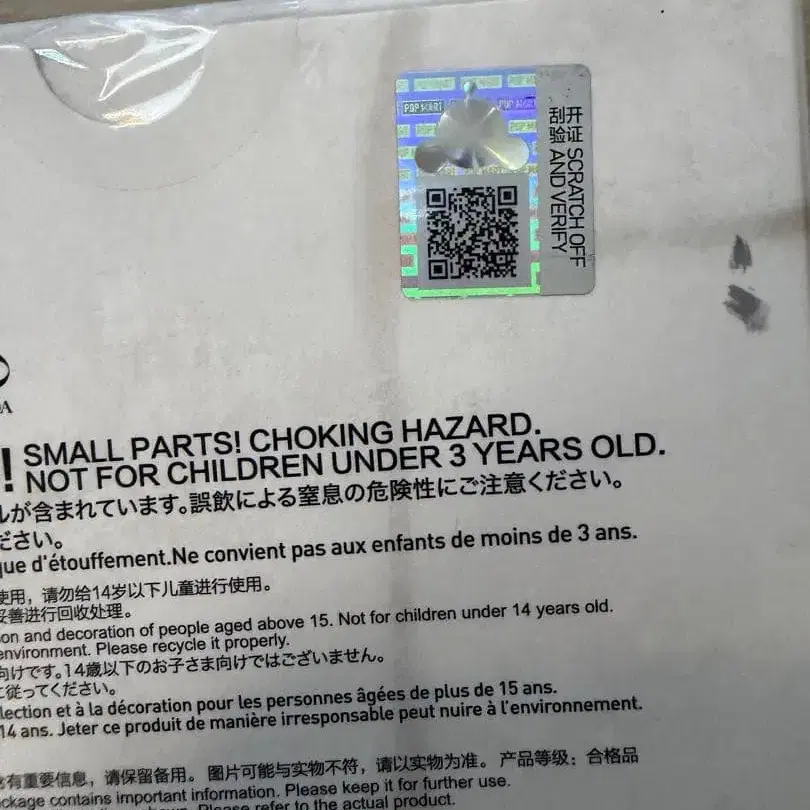 POP MART
POP MART
开 SCRATCH OFF
刮
证 AND VERIFY
验
! SMALL PARTS! CHOKING HAZARD.
NOT FOR CHILDREN UNDER 3 YEARS OLD.
が含まれています。誤飲による窒息の危険性にご注意ください。
ださい。
que d'étouffement.Ne convient pas aux enfants de moins de 3 ans.
使用，请勿给14岁以下儿童进行使用。
妥善进行回收处理。
on and decoration of people aged above 15. Not for children under 14 years old.
environment. Please recycle it properly.
向けです。14歳以下のお子さま向けではございません。
に従ってください。
llection et à la décoration pour les personnes âgées de plus de 15 ans.
14 ans. Jeter ce produit de manière irresponsable peut nuire à l'environnement.
含有重要信息，请保留备用。 图片可能与实物不符，请以实物为准。 产品等级：合格品
ckage contains important information. Please keep it for further use.
Please refer to the actual product.